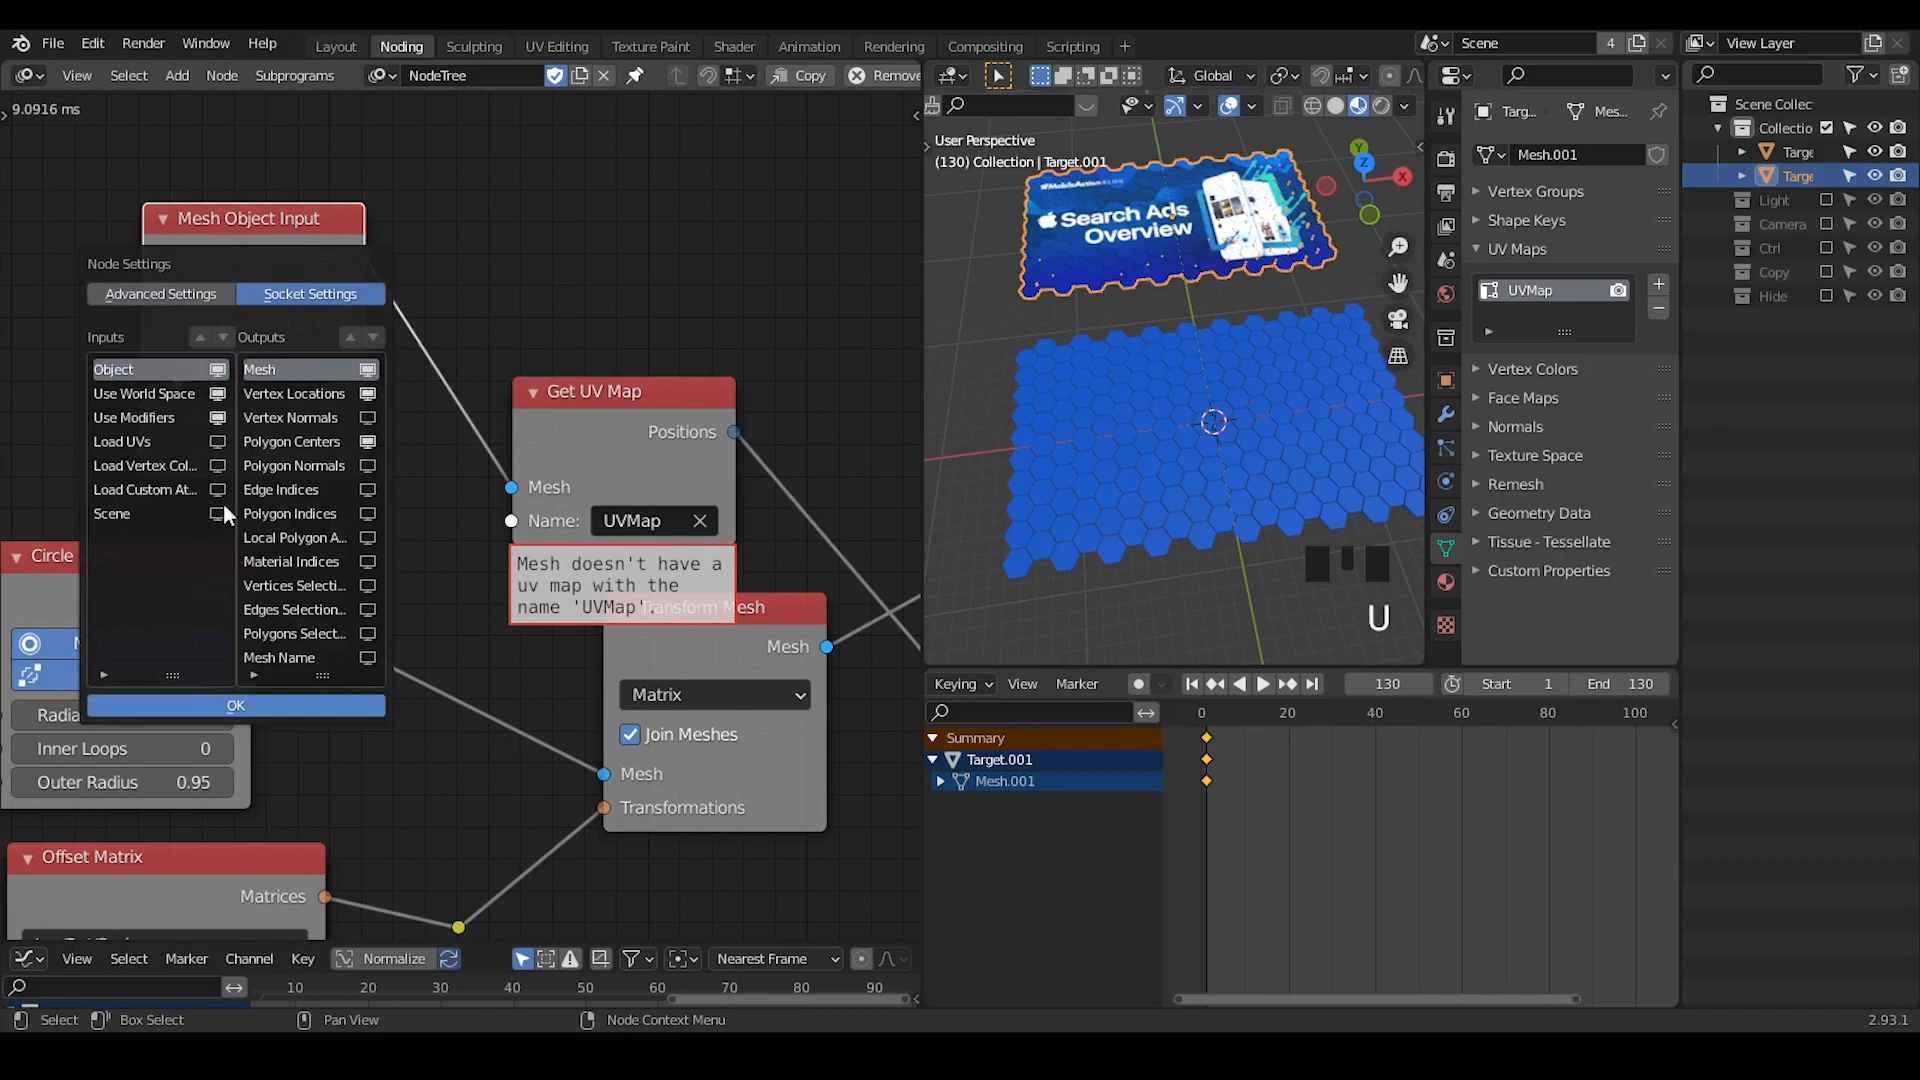 File Edit Render Window Help Layout Noding Sculpting UV Editing Texture Paint Shader Animation Rendering Compositing Scripting Scene 4 View Layer
View Select Add Node Subprograms NodeTree Copy Remove Global
9.0916 ms
Mesh Object Input
Node Settings
Advanced Settings Socket Settings
Inputs Outputs
Object Mesh
Use World Space Vertex Locations
Use Modifiers Vertex Normals
Load UVs Polygon Centers
Load Vertex Col... Polygon Normals
Load Custom At... Edge Indices
Scene Polygon Indices
Local Polygon A...
Material Indices
Vertices Selecti...
Edges Selection...
Polygons Select...
Mesh Name
OK
Circle
Radia
Inner Loops 0
Outer Radius 0.95
Offset Matrix
Matrices
Get UV Map
Positions
Mesh
Name: UVMap
Mesh doesn't have a
uv map with the
name 'UVMap'.
Transform Mesh
Mesh
Matrix
Join Meshes
Mesh
Transformations
User Perspective
(130) Collection | Target.001
#MobileAction
Search Ads
Overview
Y
Z
X
U
Targ... Mes...
Mesh.001
Vertex Groups
Shape Keys
UV Maps
UVMap
Vertex Colors
Face Maps
Normals
Texture Space
Remesh
Geometry Data
Tissue - Tessellate
Custom Properties
Scene Collec
Collectio
Targe
Targe
Light
Camera
Ctrl
Copy
Hide
Keying View Marker 130 Start 1 End 130
0 20 40 60 80 100
Summary
Target.001
Mesh.001
View Select Marker Channel Key Normalize Nearest Frame
10 20 30 40 50 60 70 80 90
Select Box Select Pan View Node Context Menu 2.93.1